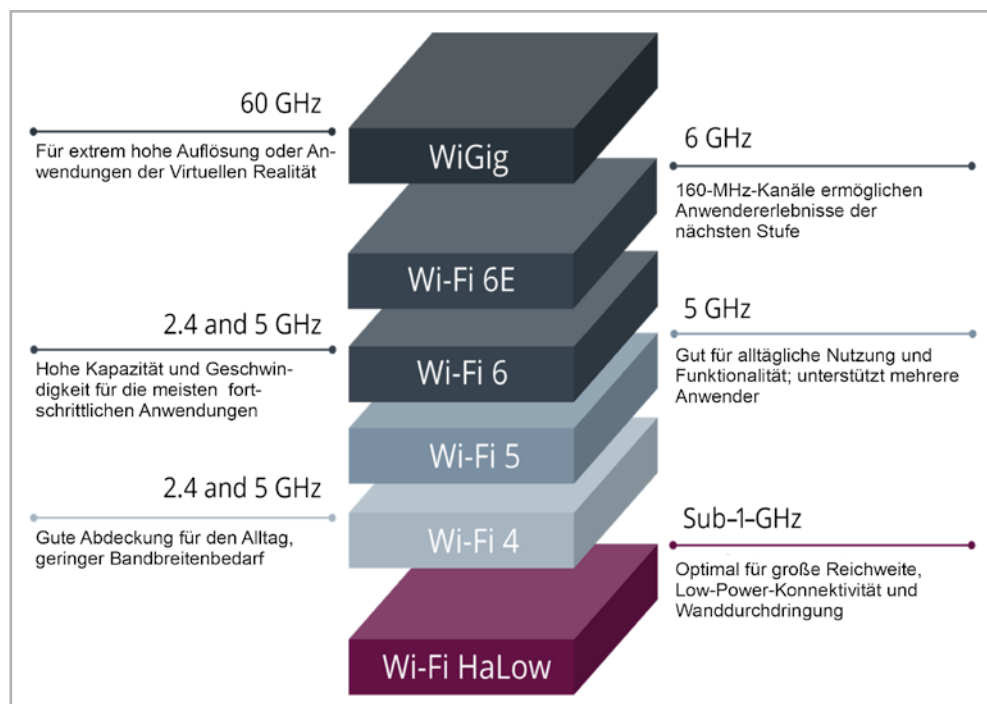 60 GHz
Für extrem hohe Auflösung oder An-
wendungen der Virtuellen Realität
WiGig
6 GHz
160-MHz-Kanäle ermöglichen
Anwendererlebnisse der
nächsten Stufe
Wi-Fi 6E
2.4 and 5 GHz
Hohe Kapazität und Geschwin-
digkeit für die meisten fort-
schrittlichen Anwendungen
Wi-Fi 6
5 GHz
Gut für alltägliche Nutzung und
Funktionalität; unterstützt mehrere
Anwender
Wi-Fi 5
2.4 and 5 GHz
Gute Abdeckung für den Alltag,
geringer Bandbreitenbedarf
Wi-Fi 4
Sub-1-GHz
Optimal für große Reichweite,
Low-Power-Konnektivität und
Wanddurchdringung
Wi-Fi HaLow